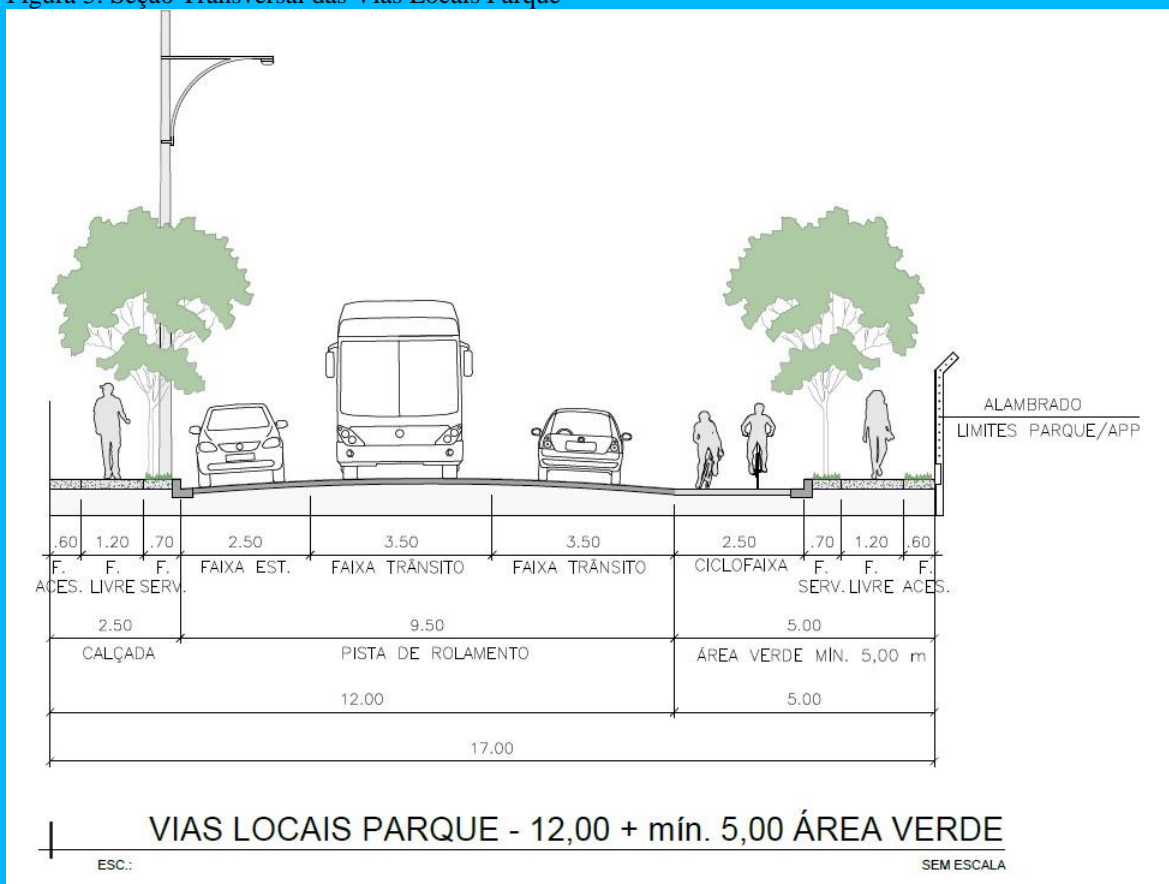 Figura 5: Seção Transversal das Vias Locais Parque
ALAMBRADO
LIMITES PARQUE/APP
.60 1.20 .70 2.50 3.50 3.50 2.50 .70 1.20 .60
F. ACES. F. LIVRE F. SERV. FAIXA EST. FAIXA TRÂNSITO FAIXA TRÂNSITO CICLOFAIXA F. SERV. F. LIVRE F. ACES.
2.50 9.50 5.00
CALÇADA PISTA DE ROLAMENTO ÁREA VERDE MÍN. 5,00 m
12.00 5.00
17.00
VIAS LOCAIS PARQUE - 12,00 + mín. 5,00 ÁREA VERDE
ESC.: SEM ESCALA